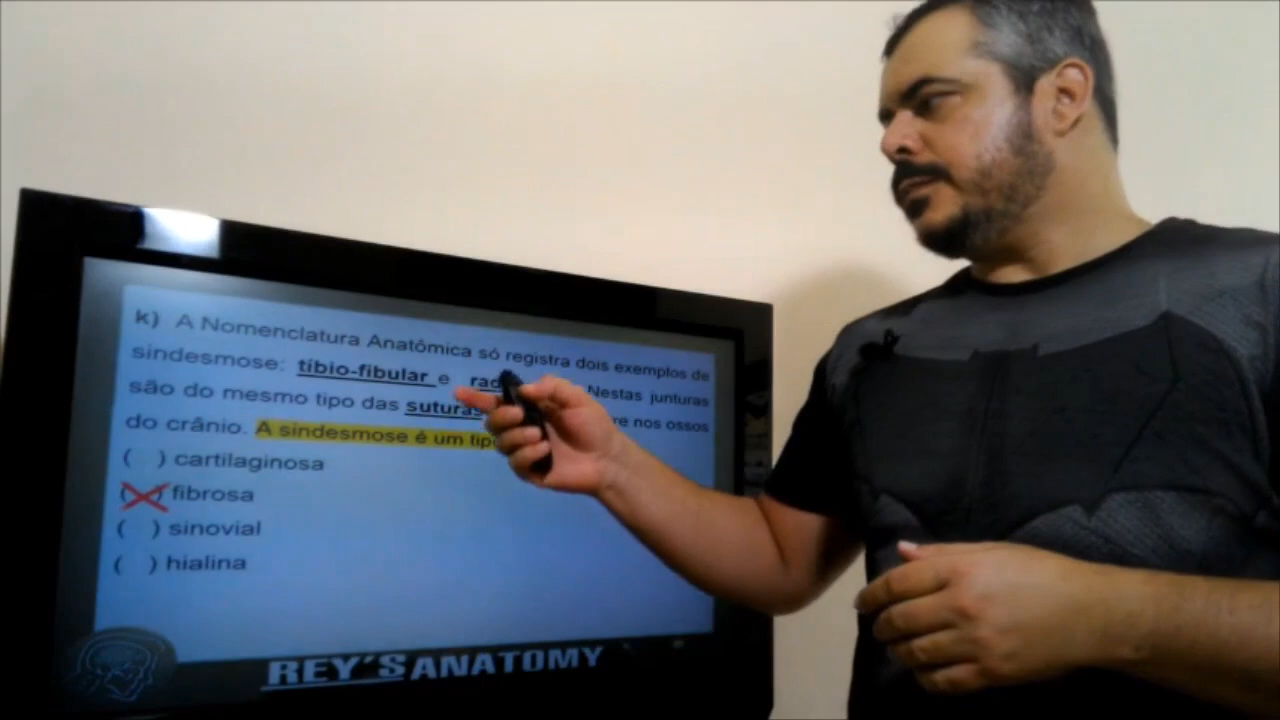 k) A Nomenclatura Anatômica só registra dois exemplos de
sindesmose: tíbio-fibular e Nestas junturas
são do mesmo tipo das suturas nos ossos
do crânio. A sindesmose é um tipo
( ) cartilaginosa
( ) fibrosa
( ) sinovial
( ) hialina
REY'S ANATOMY